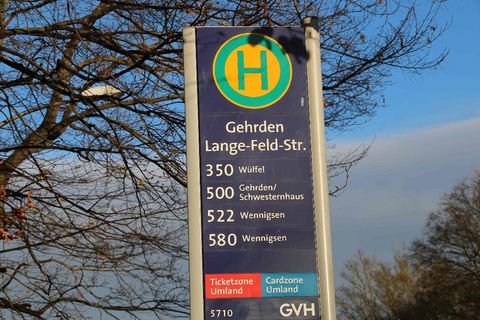 H
Gehrden
Lange-Feld-Str.
350 Wülfel
500 Gehrden/
Schwesternhaus
522 Wennigsen
580 Wennigsen
Ticketzone Cardzone
Umland Umland
5710 GVH